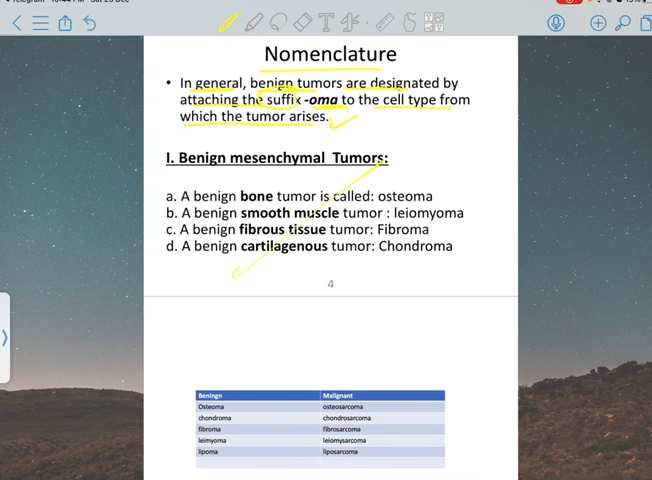 Nomenclature
• In general, benign tumors are designated by
attaching the suffix -oma to the cell type from
which the tumor arises.
I. Benign mesenchymal Tumors:
a. A benign bone tumor is called: osteoma
b. A benign smooth muscle tumor : leiomyoma
c. A benign fibrous tissue tumor: Fibroma
d. A benign cartilagenous tumor: Chondroma
4
Beningn Malignant
Osteoma osteosarcoma
chondroma chondrosarcoma
fibroma fibrosarcoma
leimyoma leiomysarcoma
lipoma liposarcoma